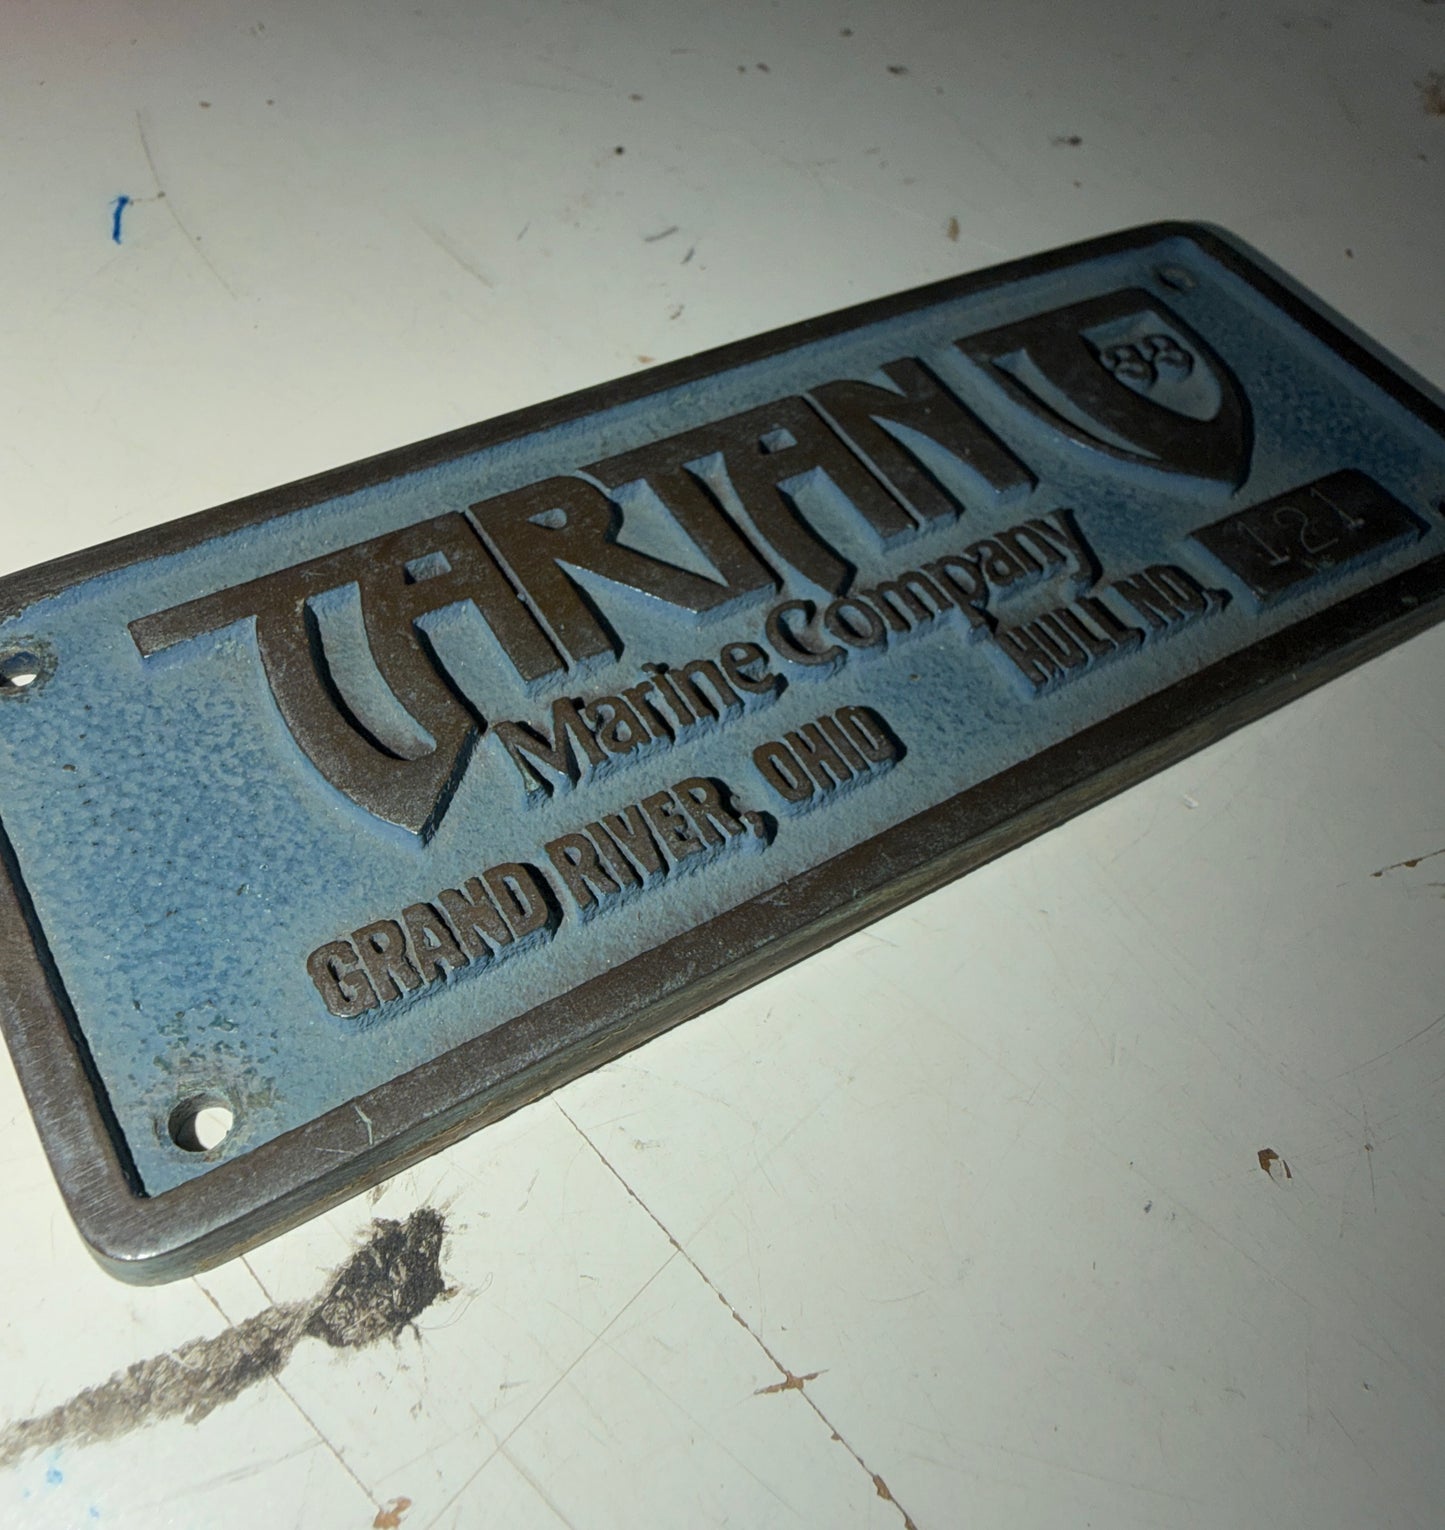 TARTAN 33
Marine Company
HULL NO. 121
GRAND RIVER, OHIO